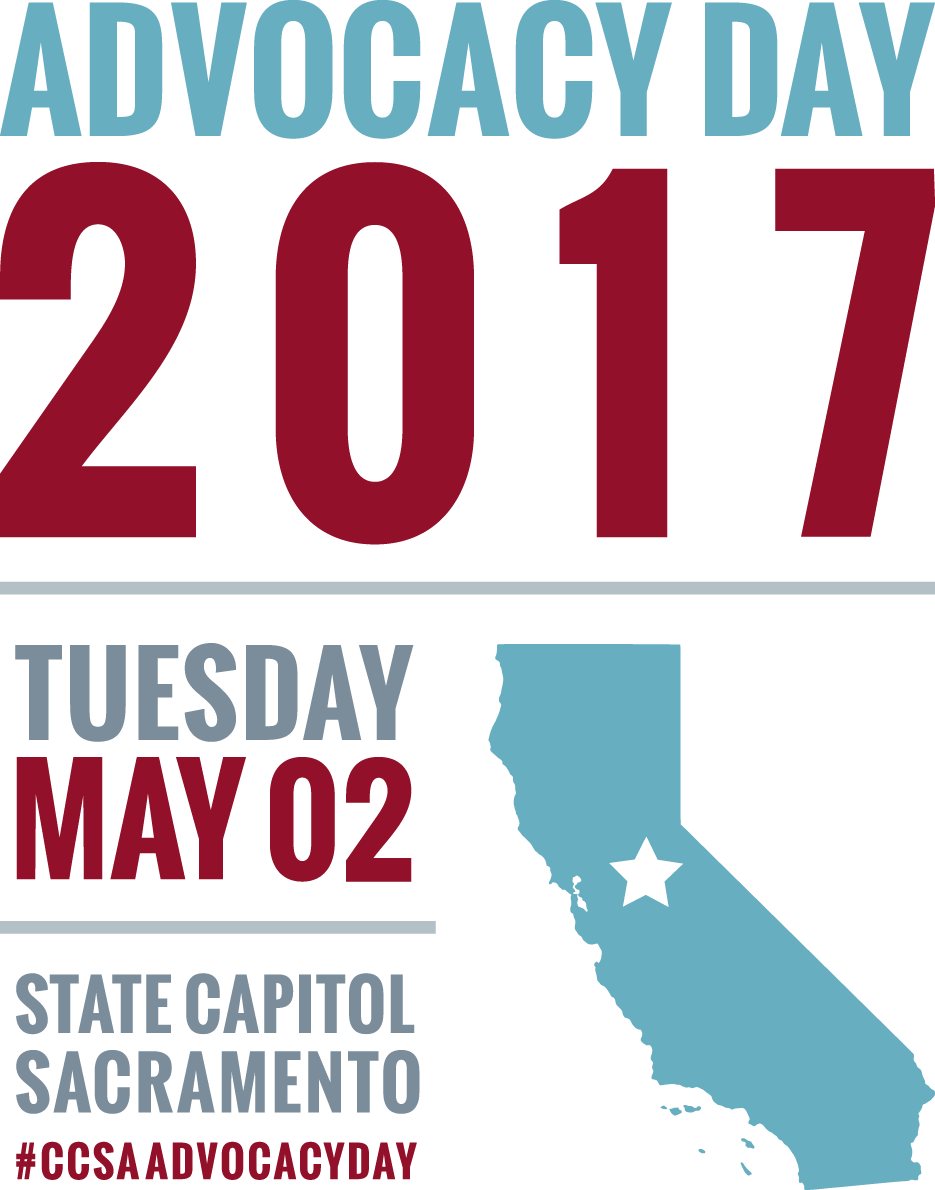 ADVOCACY DAY
2017
TUESDAY
MAY 02
STATE CAPITOL
SACRAMENTO
#CCSAADVOCACYDAY